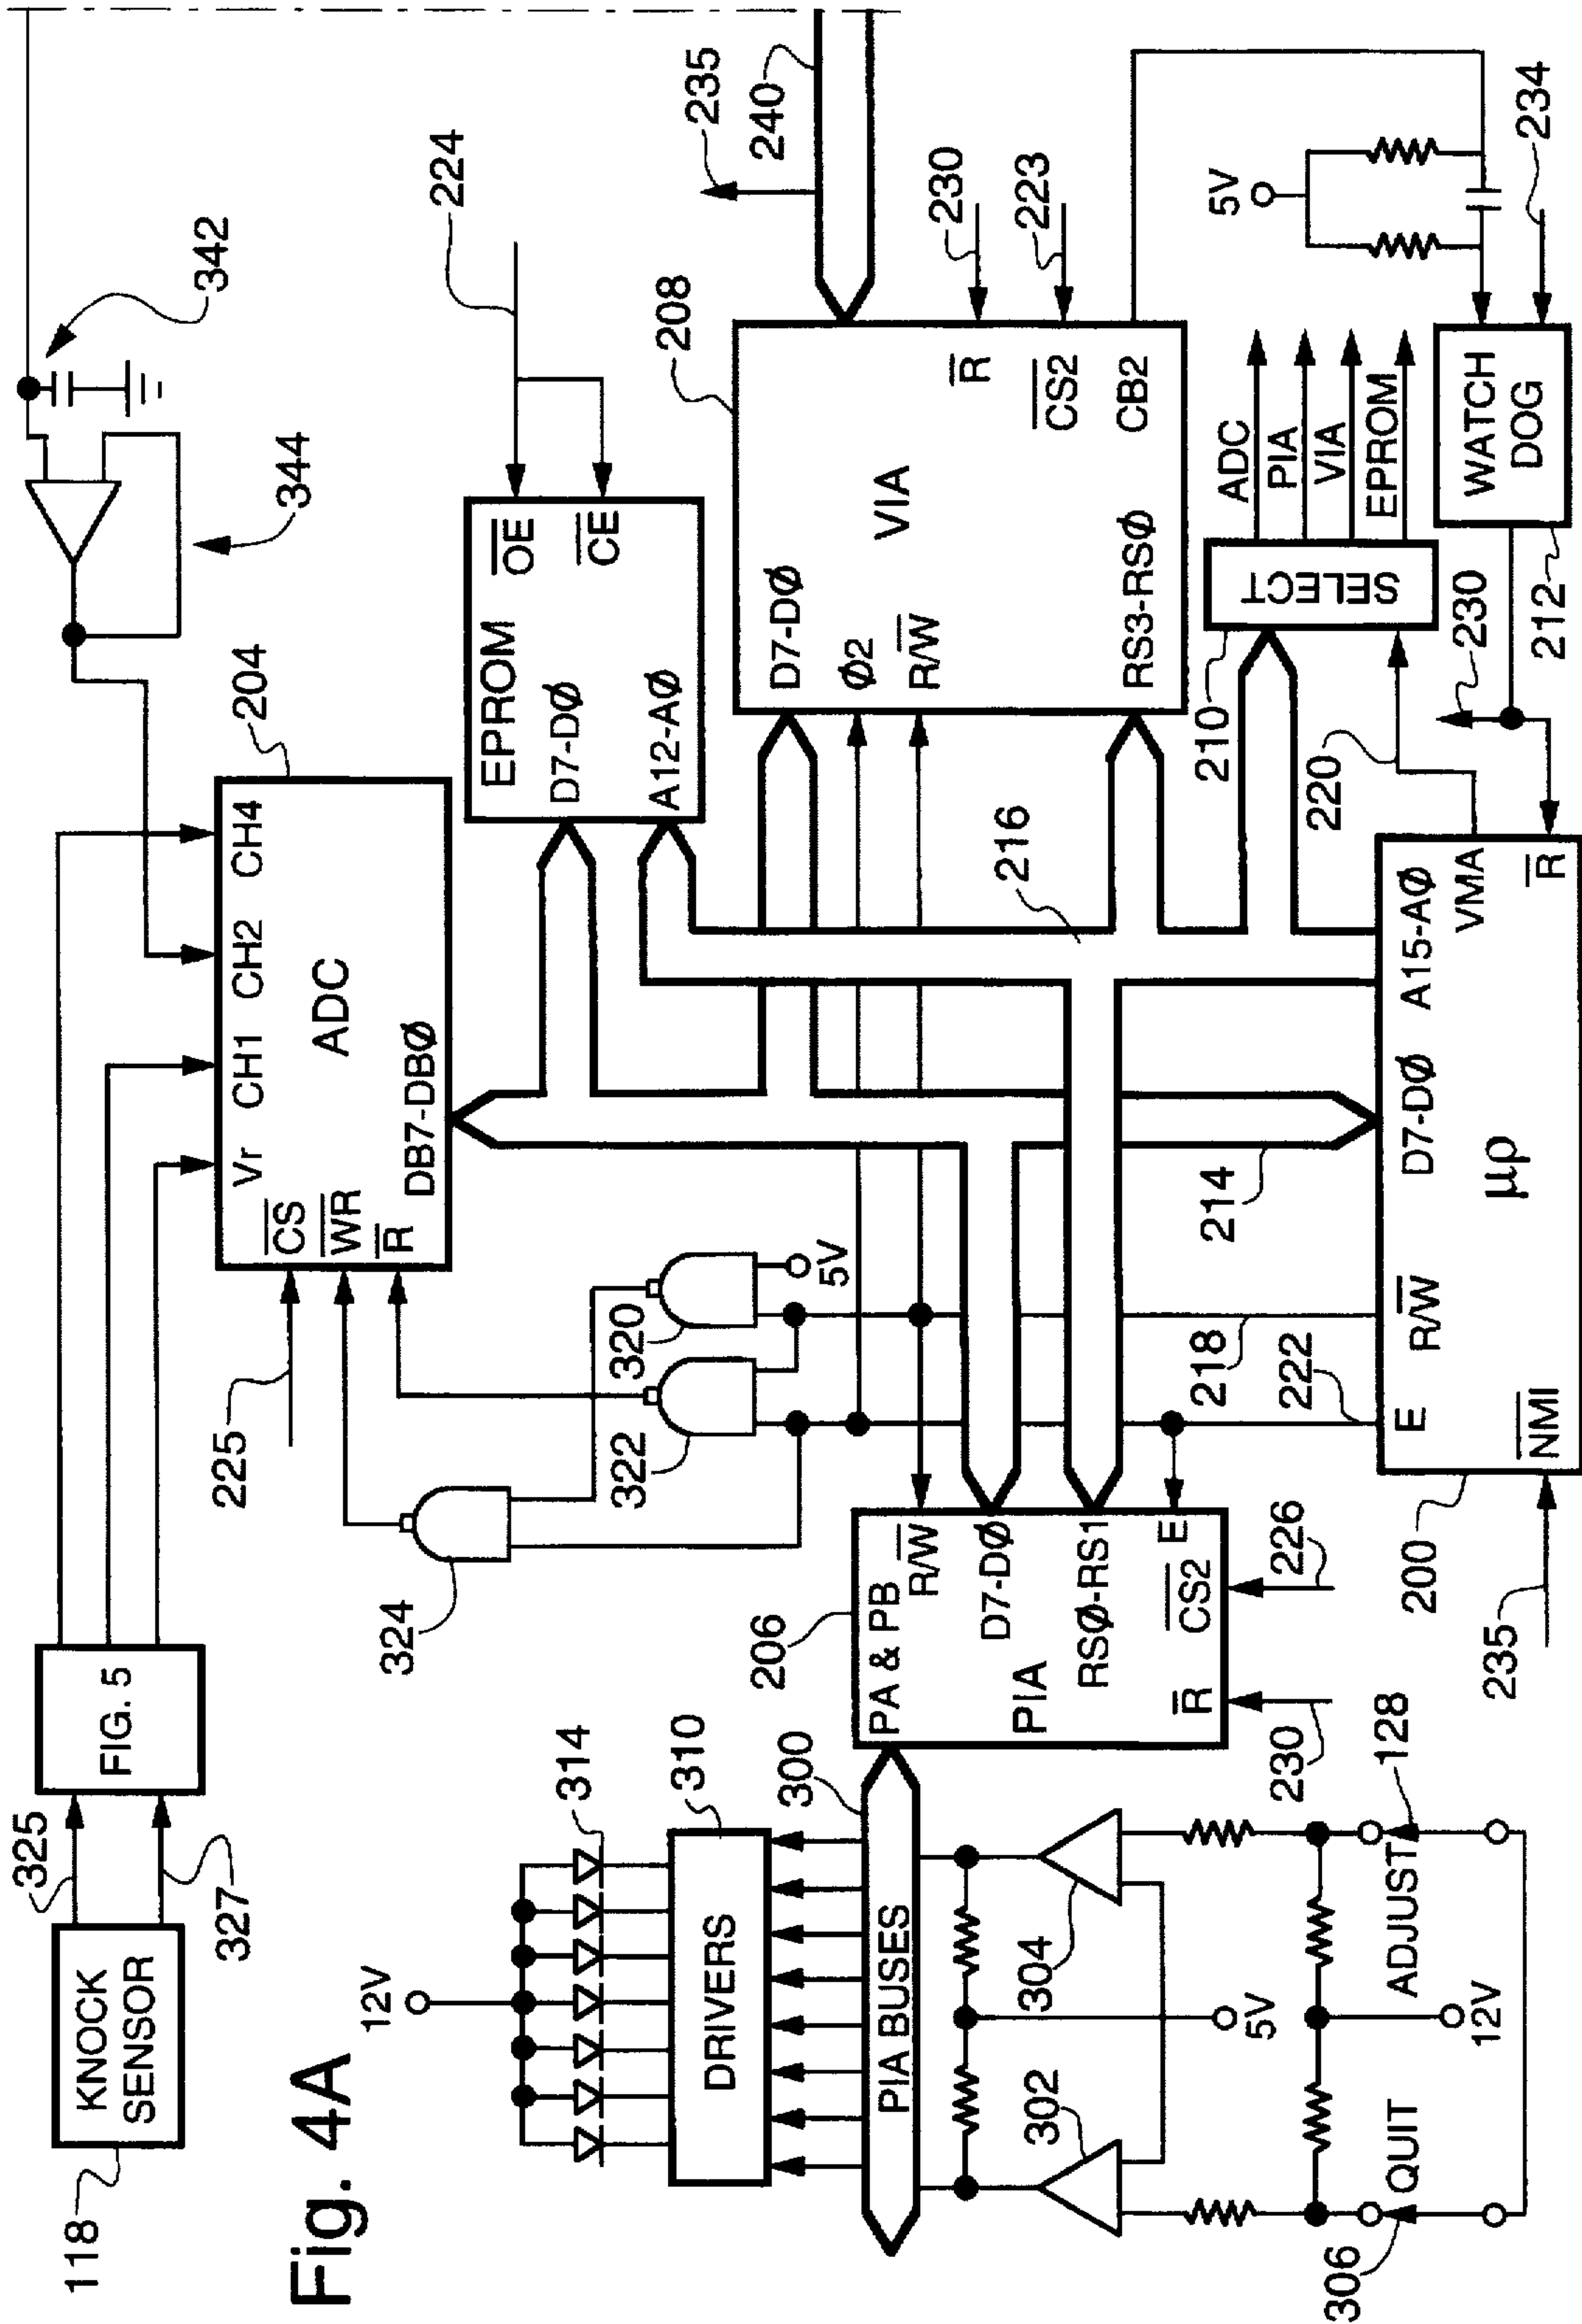 Fig. 4A
118
KNOCK
SENSOR
325
327
FIG. 5
342
344
12V
314
310
DRIVERS
300
PIA BUSES
302
304
5V
QUIT
ADJUST
306
128
12V
206
PA & PB
R/W
D7-DØ
PIA
RSØ-RS1
E
R
CS2
230
226
324
322
320
5V
225
204
Vr
CH1
CH2
CH4
CS
WR
R
ADC
DB7-DBØ
224
EPROM
OE
CE
D7-DØ
A12-AØ
208
VIA
D7-DØ
Ø2
R/W
RS3-RSØ
R
CS2
CB2
235
240
230
223
216
214
218
222
210
SELECT
ADC
PIA
VIA
EPROM
5V
234
WATCH
DOG
212
230
220
200
235
NMI
E
R/W
D7-DØ
A15-AØ
VMA
R
μρ